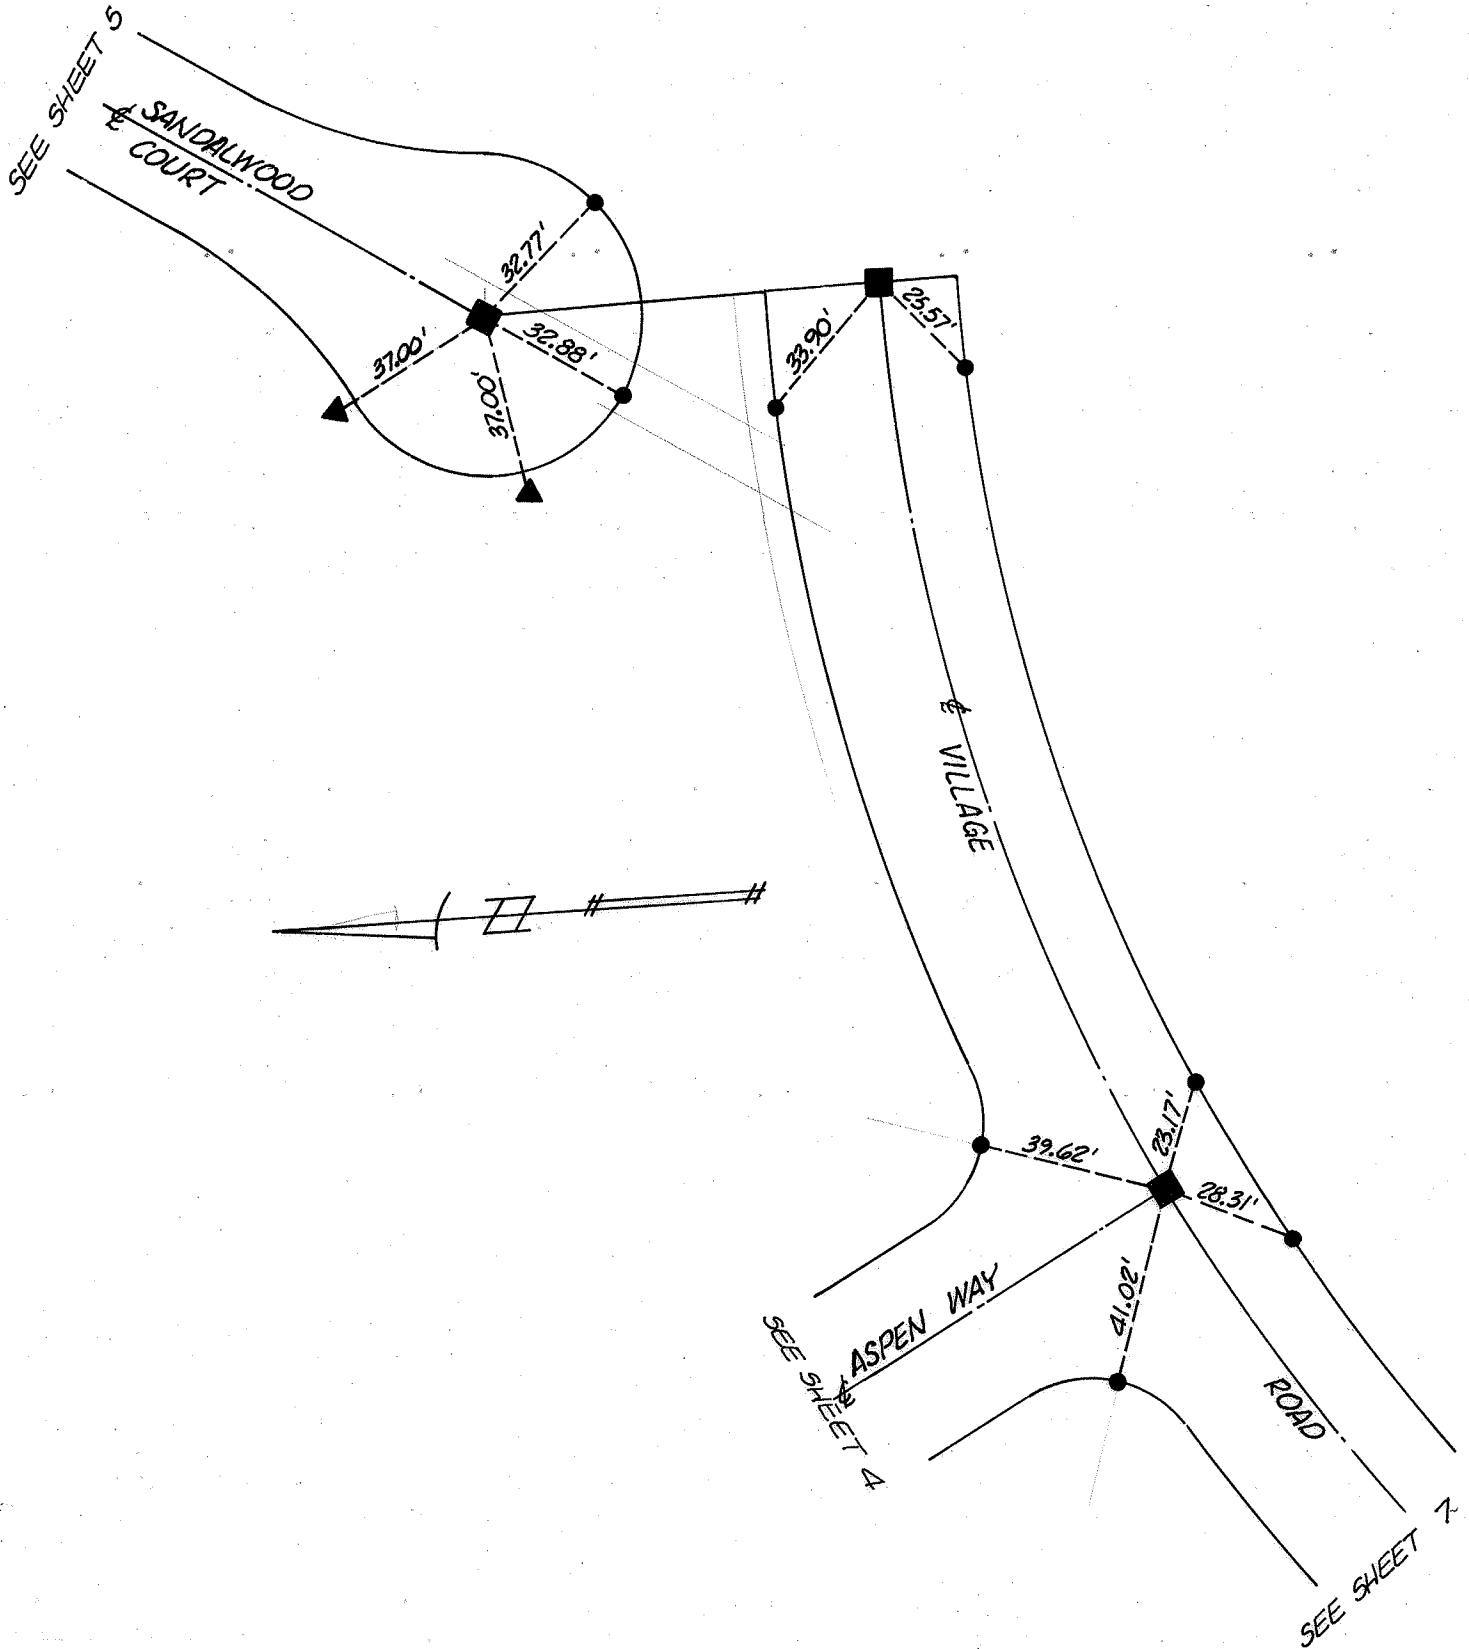 SEE SHEET 5
℄ SANDALWOOD
COURT
32.77'
37.00'
32.88'
37.00'
33.90'
25.57'
℄ VILLAGE
N
39.62'
23.17'
28.31'
41.02'
℄ ASPEN WAY
SEE SHEET 4
ROAD
SEE SHEET 7